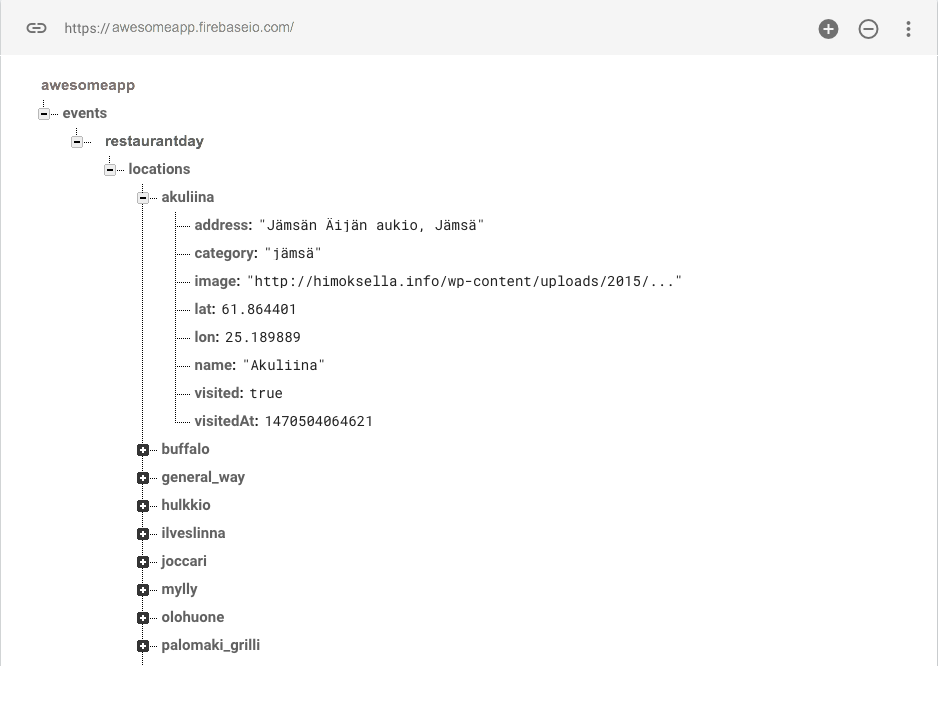 https://awesomeapp.firebaseio.com/
awesomeapp
events
restaurantday
locations
akuliina
address: "Jämsän Äijän aukio, Jämsä"
category: "jämsä"
image: "http://himoksella.info/wp-content/uploads/2015/..."
lat: 61.864401
lon: 25.189889
name: "Akuliina"
visited: true
visitedAt: 1470504064621
buffalo
general_way
hulkkio
ilveslinna
joccari
mylly
olohuone
palomaki_grilli